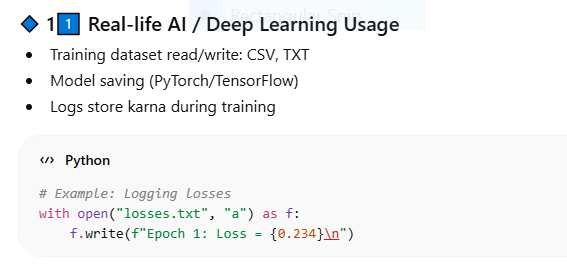 🔷 1️1️⃣ Real-life AI / Deep Learning Usage
• Training dataset read/write: CSV, TXT
• Model saving (PyTorch/TensorFlow)
• Logs store karna during training
</> Python
# Example: Logging losses
with open("losses.txt", "a") as f:
    f.write(f"Epoch 1: Loss = {0.234}\n")